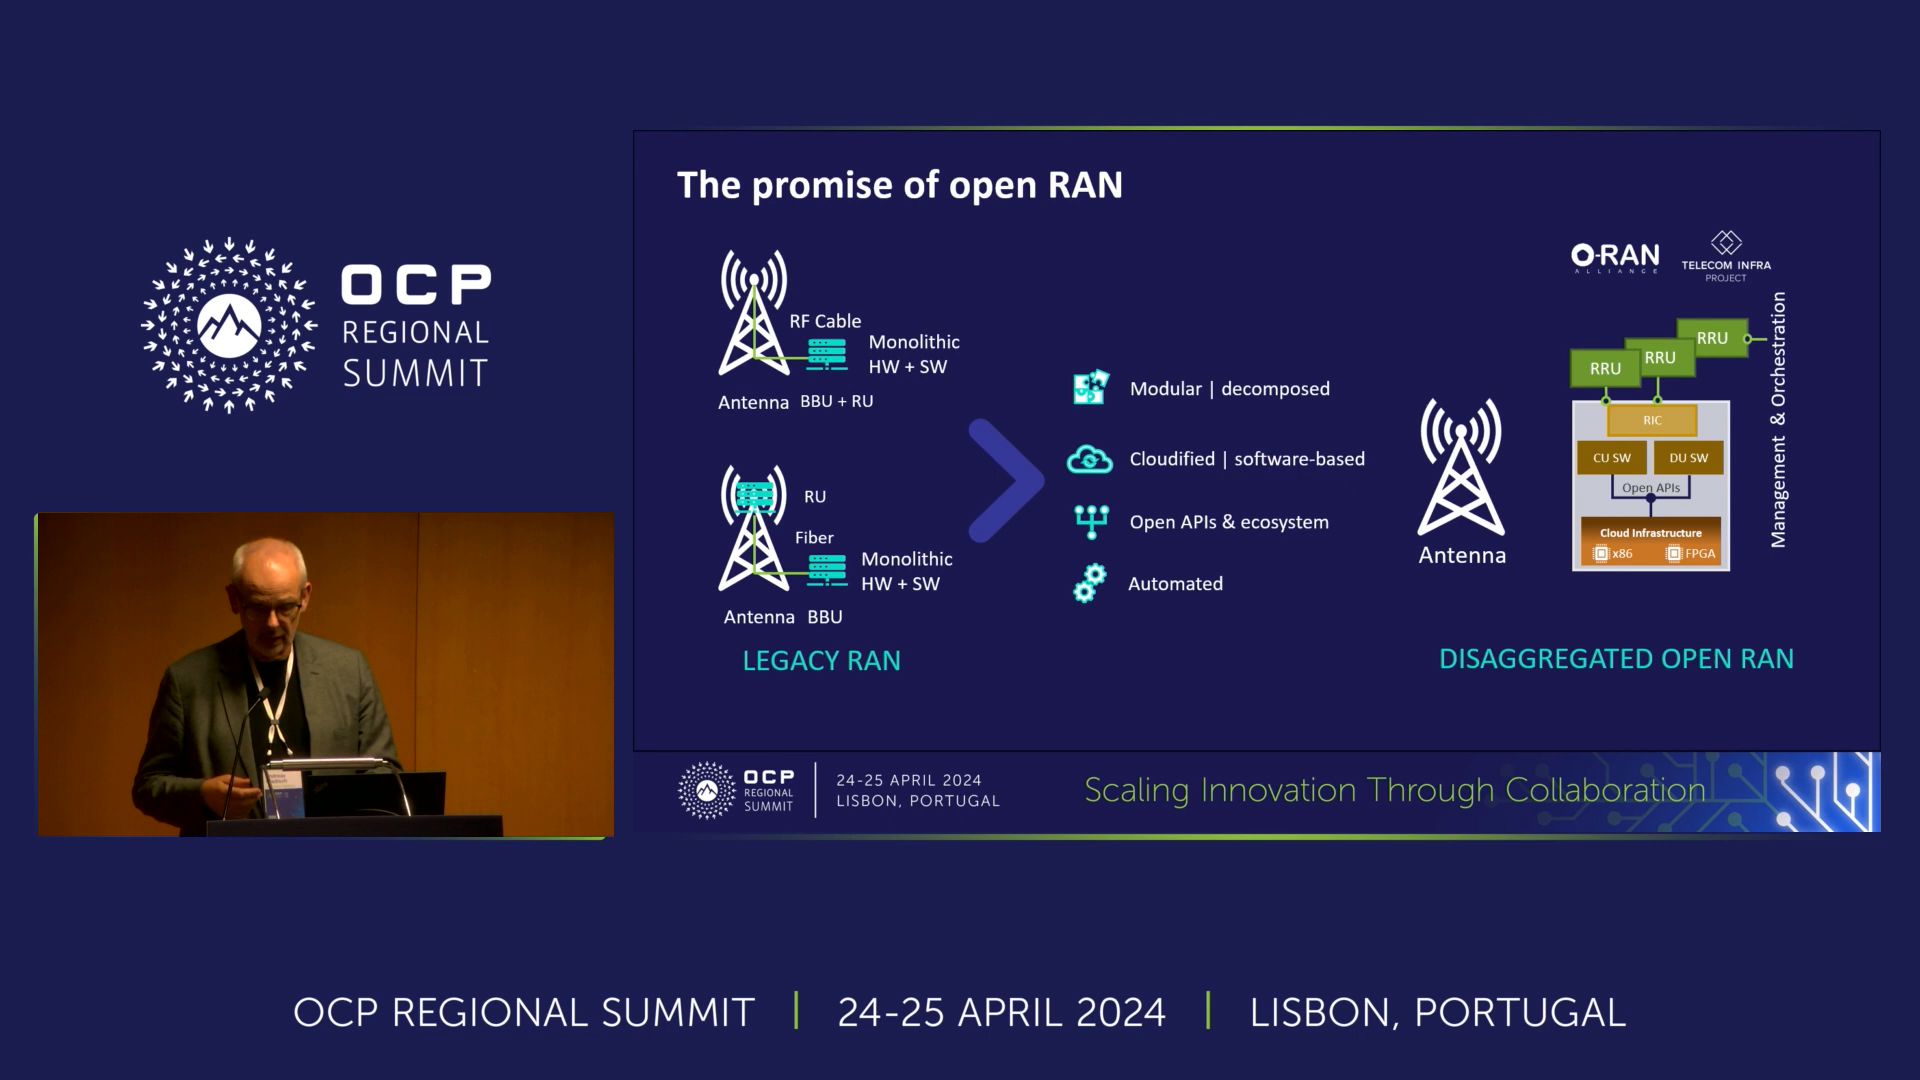 OCP
REGIONAL
SUMMIT
The promise of open RAN
RF Cable
Monolithic
HW + SW
Antenna
BBU + RU
RU
Fiber
Monolithic
HW + SW
Antenna
BBU
LEGACY RAN
Modular | decomposed
Cloudified | software-based
Open APIs & ecosystem
Automated
O-RAN
ALLIANCE
TELECOM INFRA
PROJECT
RRU
RRU
RRU
RIC
CU SW
DU SW
Open APIs
Cloud Infrastructure
x86
FPGA
Management & Orchestration
Antenna
DISAGGREGATED OPEN RAN
OCP
REGIONAL
SUMMIT
24-25 APRIL 2024
LISBON, PORTUGAL
Scaling Innovation Through Collaboration
OCP REGIONAL SUMMIT | 24-25 APRIL 2024 | LISBON, PORTUGAL